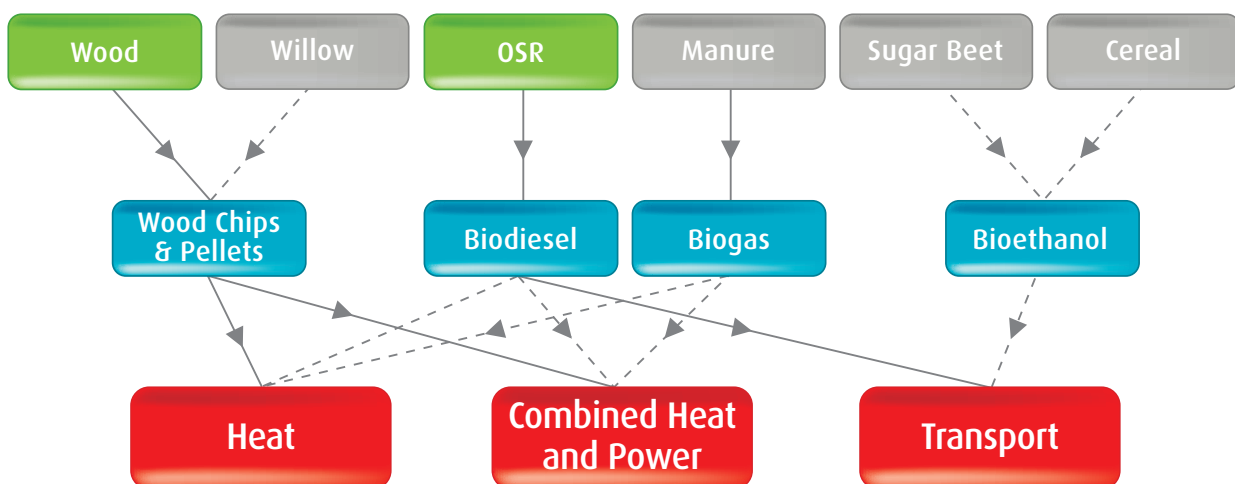 Wood
Willow
OSR
Manure
Sugar Beet
Cereal
Wood Chips
& Pellets
Biodiesel
Biogas
Bioethanol
Heat
Combined Heat
and Power
Transport